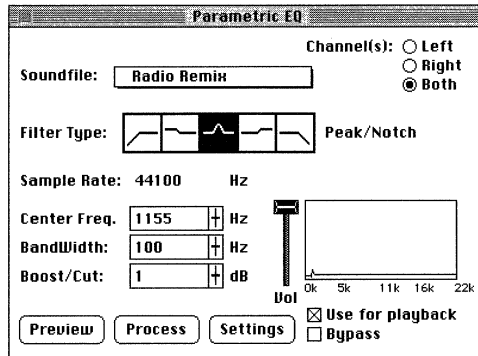 Parametric EQ
Channel(s): Left
Right
Both
Soundfile: Radio Remix
Filter Type: Peak/Notch
Sample Rate: 44100 Hz
Center Freq. 1155 Hz
BandWidth: 100 Hz
Boost/Cut: 1 dB
Vol
0k 5k 11k 16k 22k
Use for playback
Bypass
Preview Process Settings